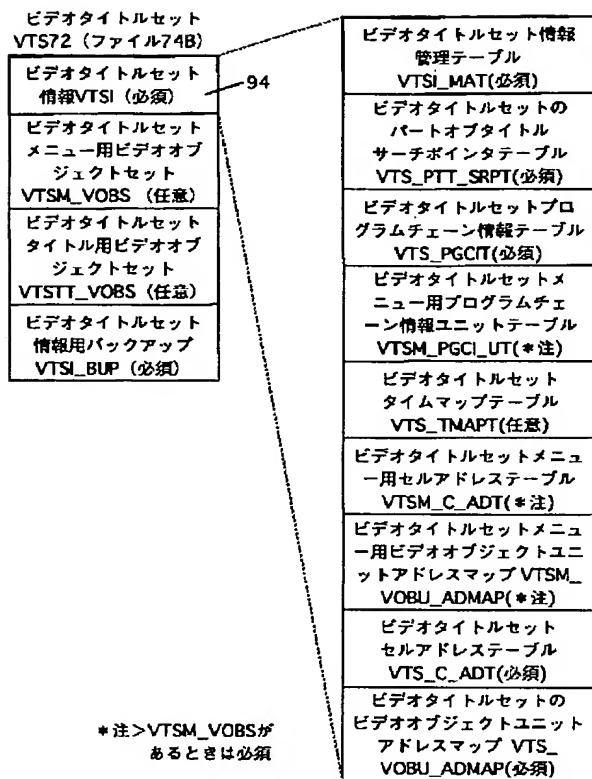 ビデオタイトルセット
VTS72（ファイル74B）
ビデオタイトルセット
情報VTSI（必須）
94
ビデオタイトルセット
メニュー用ビデオオブ
ジェクトセット
VTSM_VOBS（任意）
ビデオタイトルセット
タイトル用ビデオオブ
ジェクトセット
VTSTT_VOBS（任意）
ビデオタイトルセット
情報用バックアップ
VTSI_BUP（必須）
ビデオタイトルセット情報
管理テーブル
VTSI_MAT(必須)
ビデオタイトルセットの
パートオブタイトル
サーチポインタテーブル
VTS_PTT_SRPT(必須)
ビデオタイトルセットプロ
グラムチェーン情報テーブル
VTS_PGCIT(必須)
ビデオタイトルセットメ
ニュー用プログラムチェ
ーン情報ユニットテーブル
VTSM_PGCI_UT(*注)
ビデオタイトルセット
タイムマップテーブル
VTS_TMAPT(任意)
ビデオタイトルセットメニュ
ー用セルアドレステーブル
VTSM_C_ADT(*注)
ビデオタイトルセットメニュ
ー用ビデオオブジェクトユニ
ットアドレスマップ VTSM_
VOBU_ADMAP(*注)
ビデオタイトルセット
セルアドレステーブル
VTS_C_ADT(必須)
ビデオタイトルセットの
ビデオオブジェクトユニット
アドレスマップ VTS_
VOBU_ADMAP(必須)
*注>VTSM_VOBSが
あるときは必須